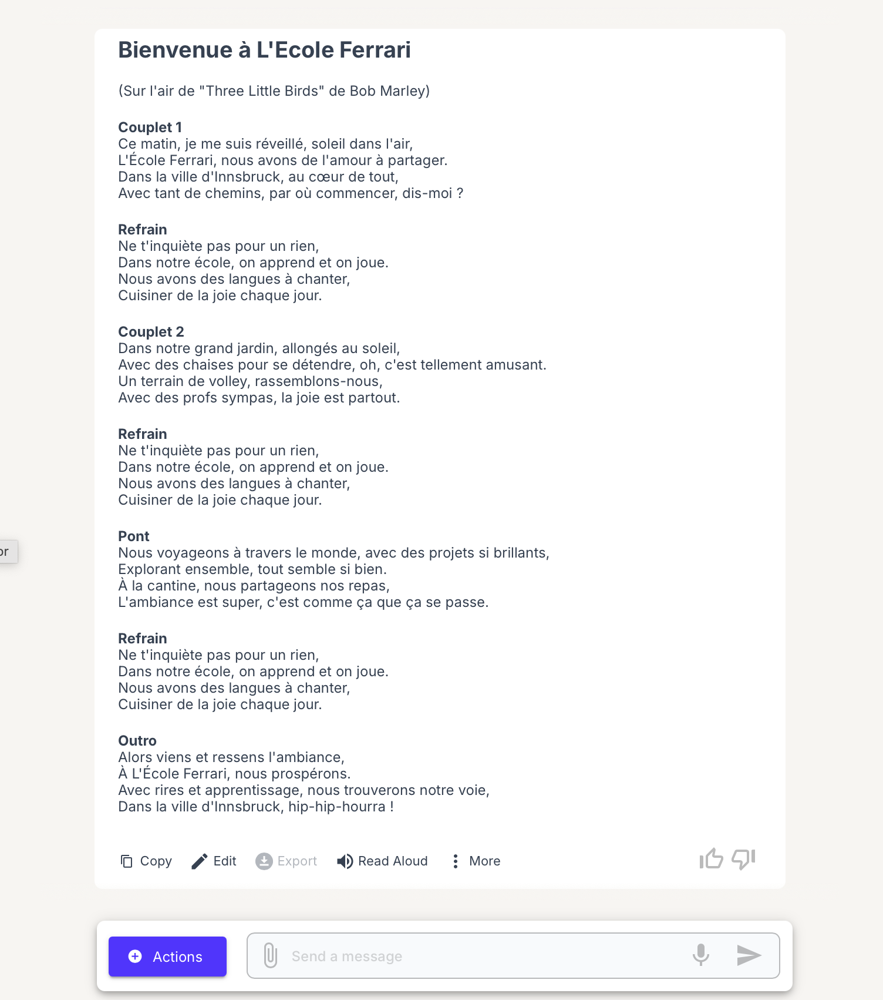 Bienvenue à L'Ecole Ferrari
(Sur l'air de "Three Little Birds" de Bob Marley)
Couplet 1
Ce matin, je me suis réveillé, soleil dans l'air,
L'École Ferrari, nous avons de l'amour à partager.
Dans la ville d'Innsbruck, au cœur de tout,
Avec tant de chemins, par où commencer, dis-moi ?
Refrain
Ne t'inquiète pas pour un rien,
Dans notre école, on apprend et on joue.
Nous avons des langues à chanter,
Cuisiner de la joie chaque jour.
Couplet 2
Dans notre grand jardin, allongés au soleil,
Avec des chaises pour se détendre, oh, c'est tellement amusant.
Un terrain de volley, rassemblons-nous,
Avec des profs sympas, la joie est partout.
Refrain
Ne t'inquiète pas pour un rien,
Dans notre école, on apprend et on joue.
Nous avons des langues à chanter,
Cuisiner de la joie chaque jour.
or
Pont
Nous voyageons à travers le monde, avec des projets si brillants,
Explorant ensemble, tout semble si bien.
À la cantine, nous partageons nos repas,
L'ambiance est super, c'est comme ça que ça se passe.
Refrain
Ne t'inquiète pas pour un rien,
Dans notre école, on apprend et on joue.
Nous avons des langues à chanter,
Cuisiner de la joie chaque jour.
Outro
Alors viens et ressens l'ambiance,
À L'École Ferrari, nous prospérons.
Avec rires et apprentissage, nous trouverons notre voie,
Dans la ville d'Innsbruck, hip-hip-hourra !
Copy Edit Export Read Aloud More
Actions Send a message